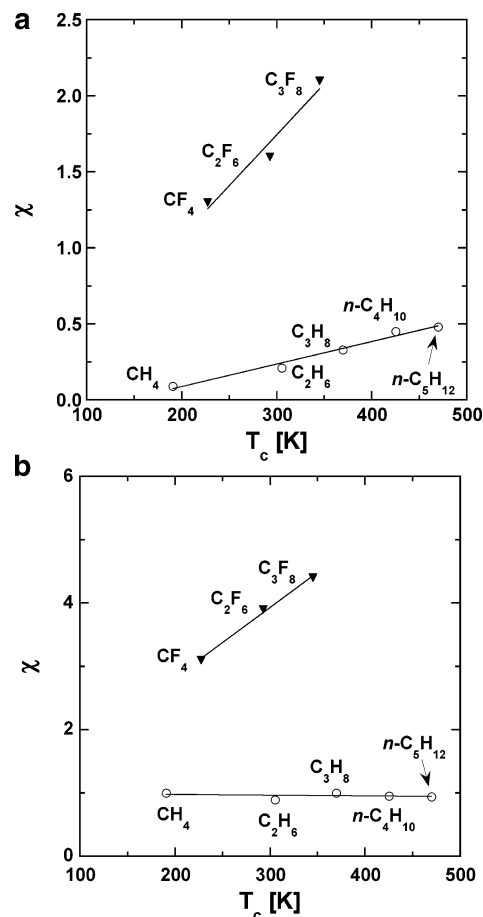 a
2.5
2.0
1.5
1.0
0.5
0.0
χ
C₃F₈
C₂F₆
CF₄
n-C₄H₁₀
C₃H₈
CH₄
C₂H₆
n-C₅H₁₂
100 200 300 400 500
T_c [K]
b
6
4
2
0
χ
C₃F₈
C₂F₆
CF₄
n-C₅H₁₂
C₃H₈
CH₄
C₂H₆
n-C₄H₁₀
100 200 300 400 500
T_c [K]